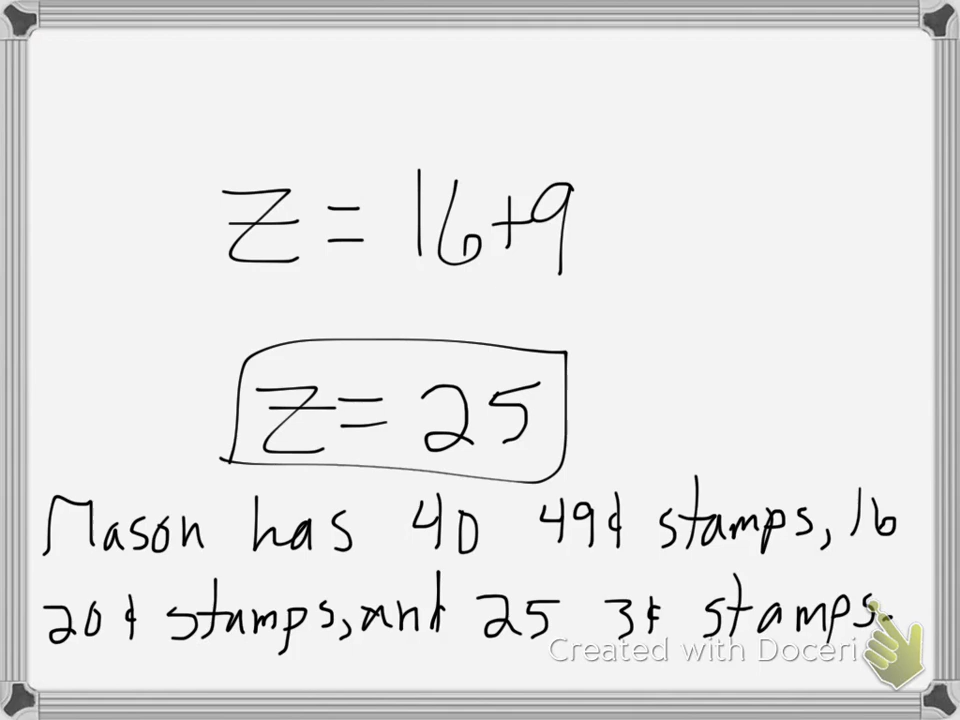 z = 16+9
z = 25
Mason has 40 49¢ stamps, 16
20¢ stamps, and 25 3¢ stamps.
Created with Doceri